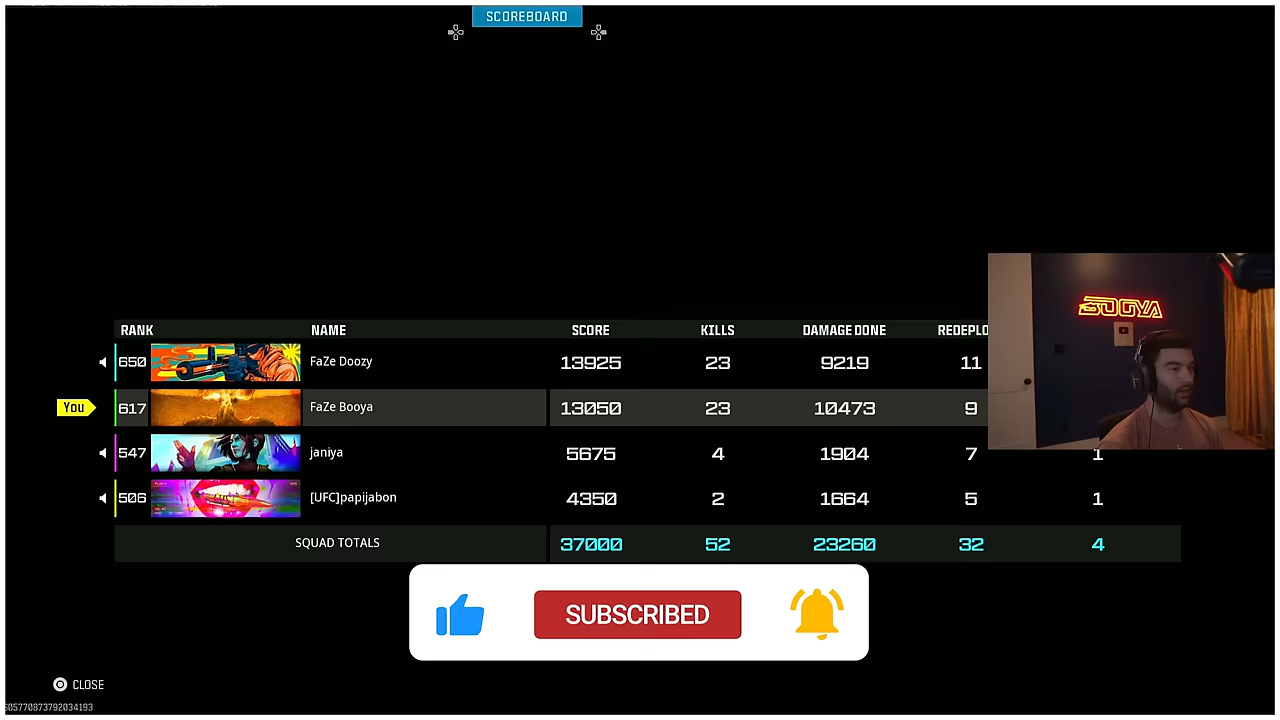 SCOREBOARD
BOOYA
RANK NAME SCORE KILLS DAMAGE DONE REDEPLO
650 FaZe Doozy 13925 23 9219 11
You 617 FaZe Booya 13050 23 10473 9
547 janiya 5675 4 1904 7 1
506 [UFC]papijabon 4350 2 1664 5 1
SQUAD TOTALS 37000 52 23260 32 4
SUBSCRIBED
CLOSE
605770873792034193